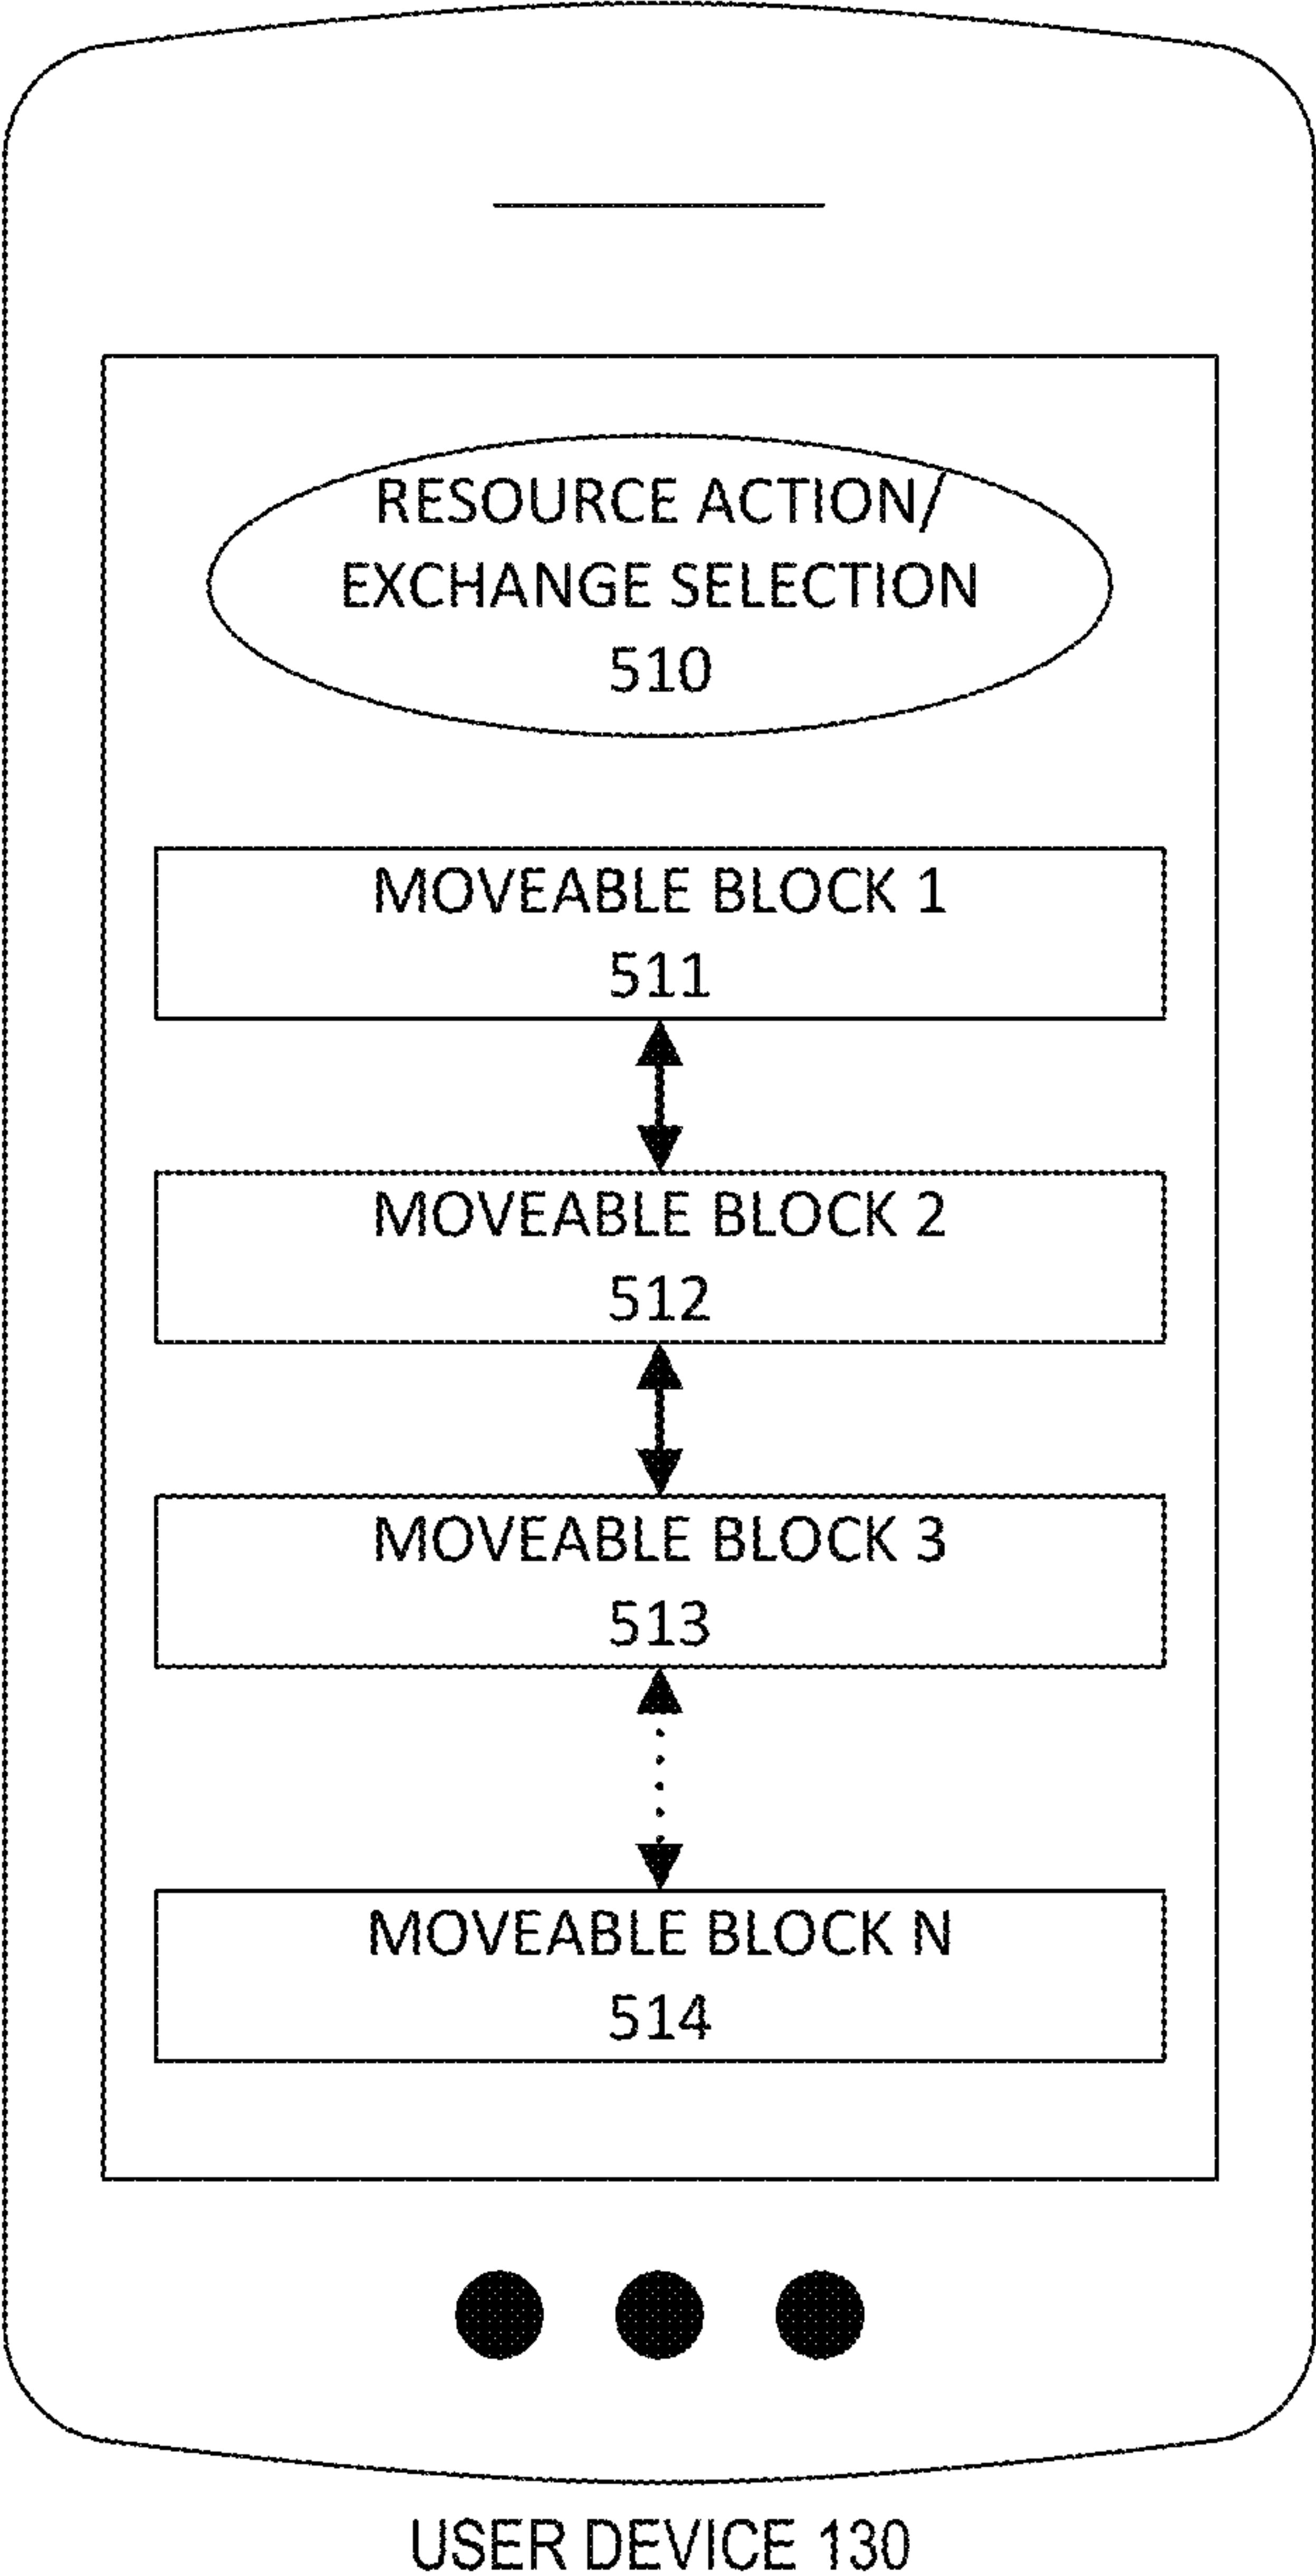 RESOURCE ACTION/
EXCHANGE SELECTION
510
MOVEABLE BLOCK 1
511
MOVEABLE BLOCK 2
512
MOVEABLE BLOCK 3
513
MOVEABLE BLOCK N
514
USER DEVICE 130